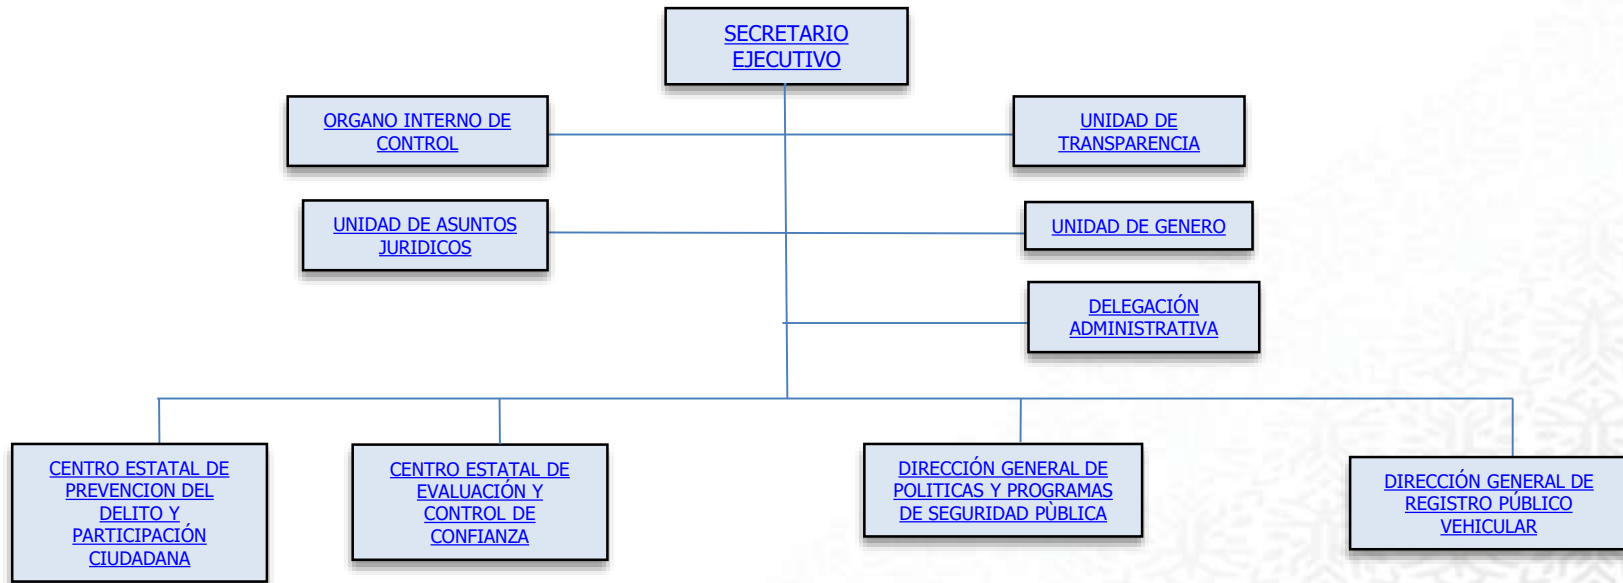 SECRETARIO
EJECUTIVO
ORGANO INTERNO DE
CONTROL
UNIDAD DE
TRANSPARENCIA
UNIDAD DE ASUNTOS
JURIDICOS
UNIDAD DE GENERO
DELEGACIÓN
ADMINISTRATIVA
CENTRO ESTATAL DE
PREVENCION DEL
DELITO Y
PARTICIPACIÓN
CIUDADANA
CENTRO ESTATAL DE
EVALUACIÓN Y
CONTROL DE
CONFIANZA
DIRECCIÓN GENERAL DE
POLITICAS Y PROGRAMAS
DE SEGURIDAD PÙBLICA
DIRECCIÓN GENERAL DE
REGISTRO PÚBLICO
VEHICULAR